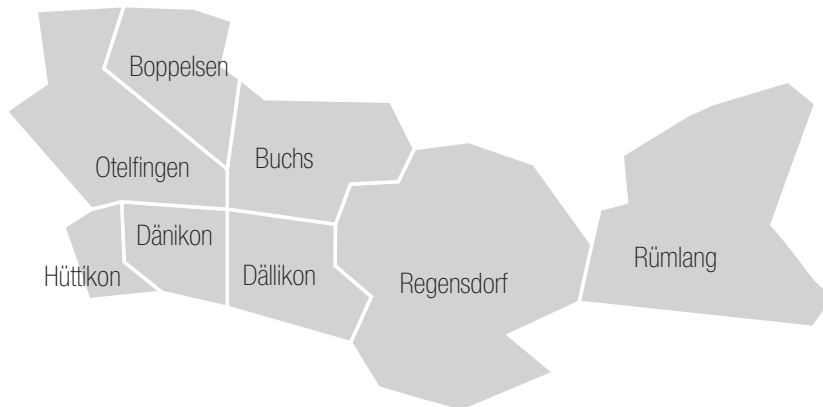 Boppelsen
Buchs
Otelfingen
Dänikon
Rümlang
Hüttikon
Dällikon
Regensdorf